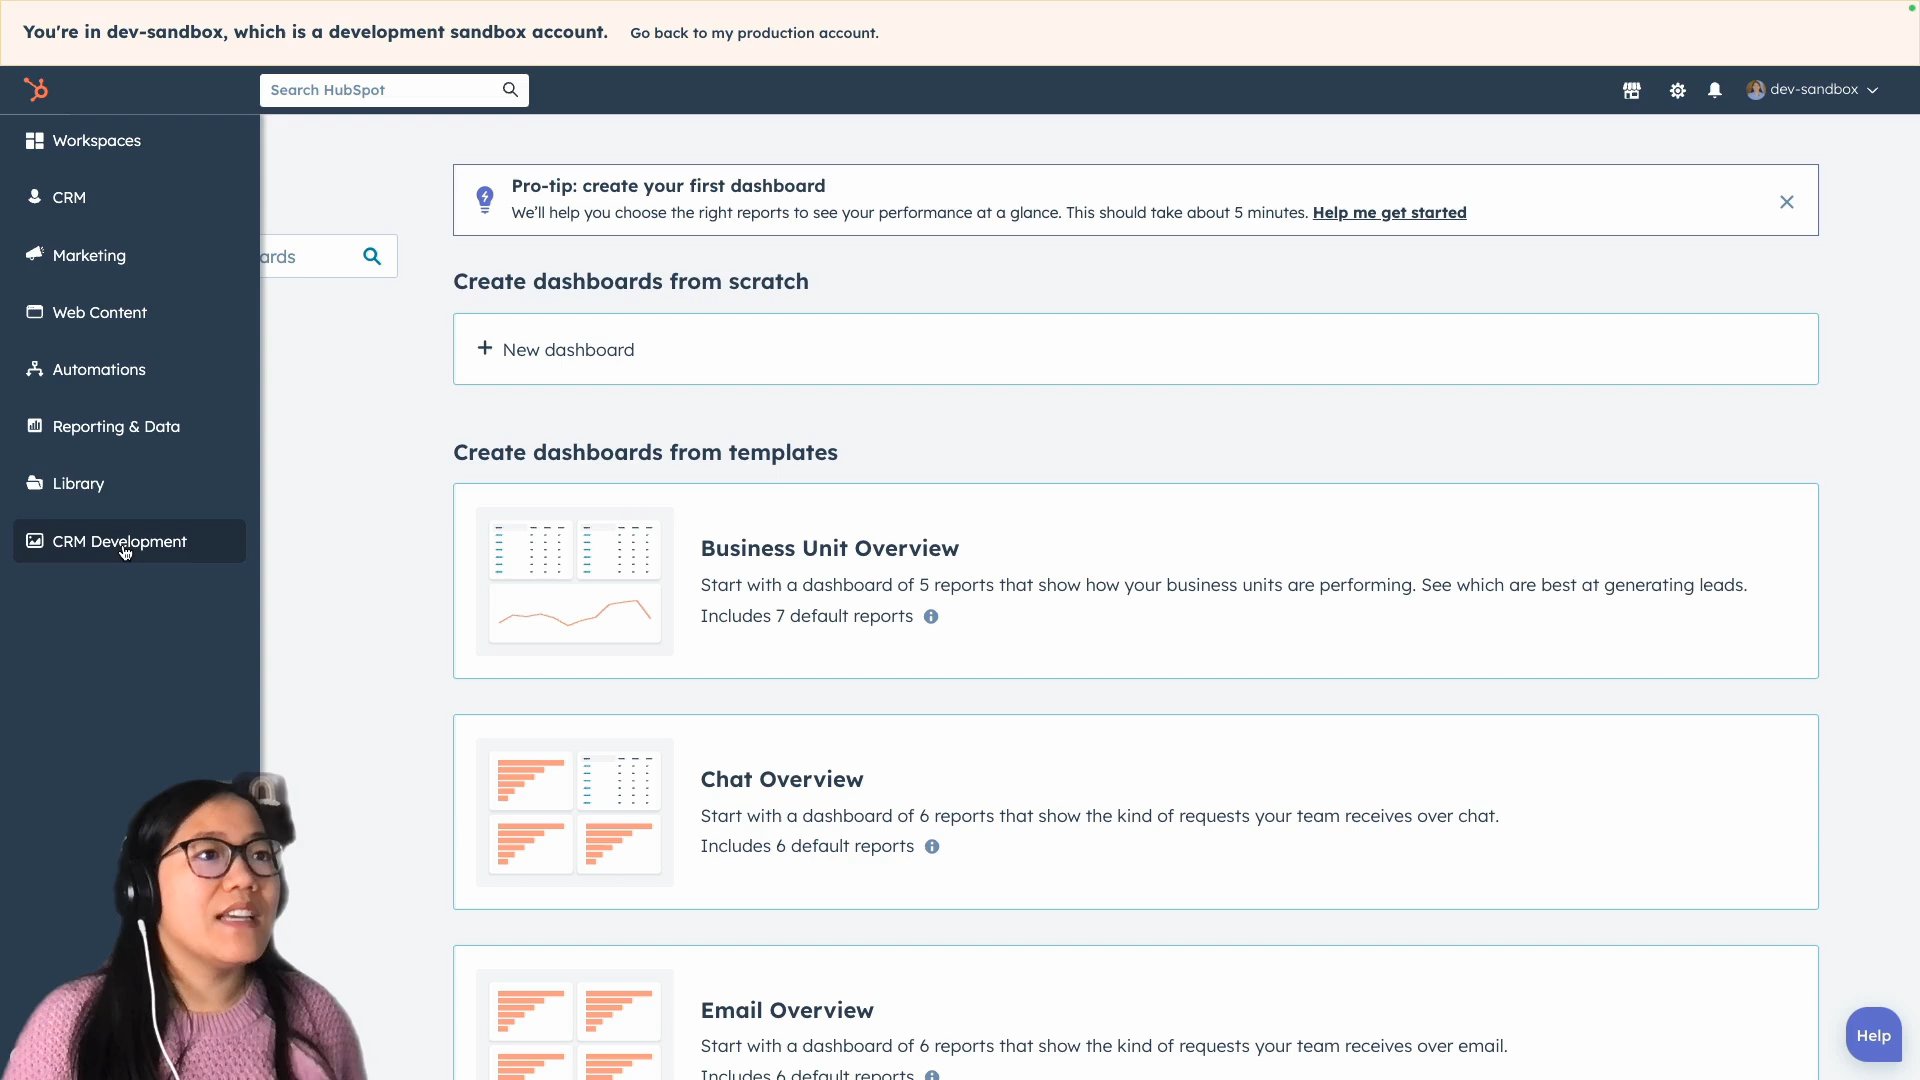 You're in dev-sandbox, which is a development sandbox account. Go back to my production account.
Search HubSpot
dev-sandbox
Workspaces
CRM
Marketing
Web Content
Automations
Reporting & Data
Library
CRM Development
ards
Pro-tip: create your first dashboard
We'll help you choose the right reports to see your performance at a glance. This should take about 5 minutes. Help me get started
Create dashboards from scratch
+ New dashboard
Create dashboards from templates
Business Unit Overview
Start with a dashboard of 5 reports that show how your business units are performing. See which are best at generating leads.
Includes 7 default reports
Chat Overview
Start with a dashboard of 6 reports that show the kind of requests your team receives over chat.
Includes 6 default reports
Email Overview
Start with a dashboard of 6 reports that show the kind of requests your team receives over email.
Includes 6 default reports
Help